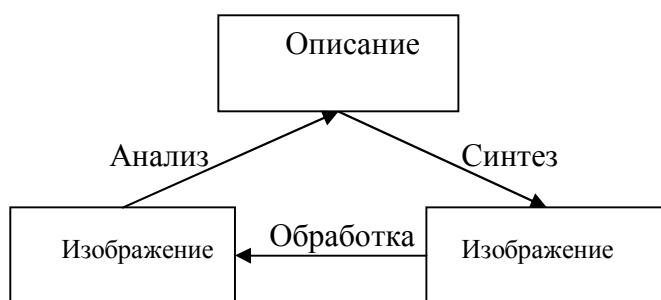 Описание
Анализ
Синтез
Изображение
Обработка
Изображение